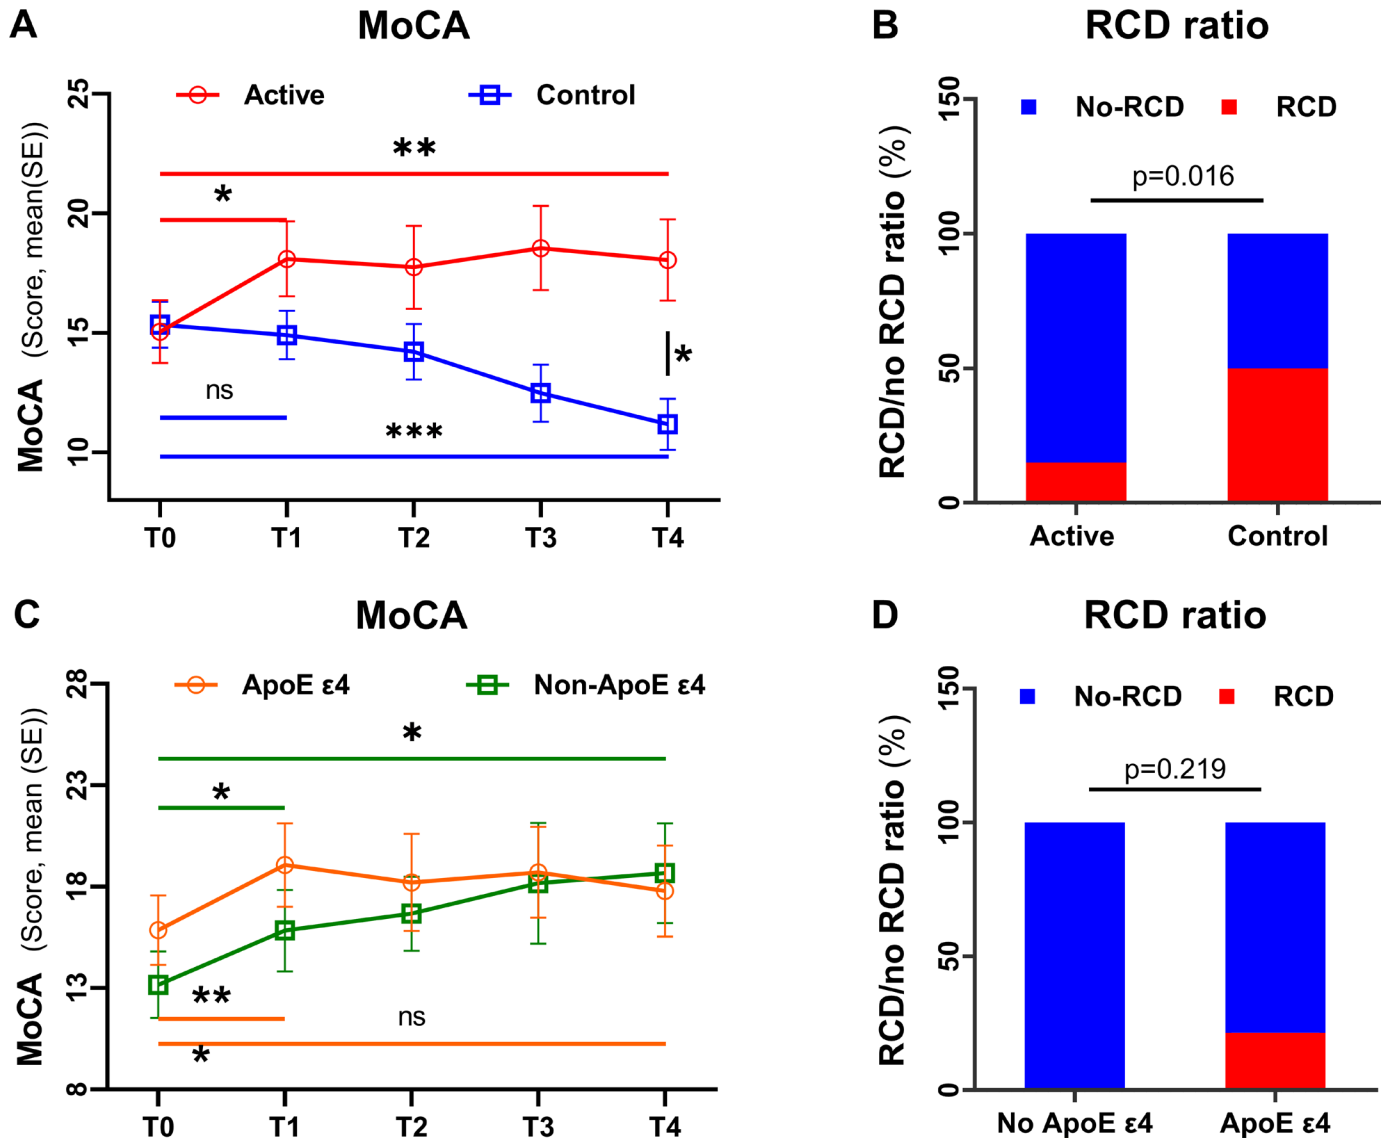 A
MoCA
MoCA (Score, mean(SE))
25
20
15
10
Active
Control
**
*
ns
***
*
T0
T1
T2
T3
T4
B
RCD ratio
RCD/no RCD ratio (%)
150
100
50
0
No-RCD
RCD
p=0.016
Active
Control
C
MoCA
MoCA (Score, mean (SE))
28
23
18
13
8
ApoE ε4
Non-ApoE ε4
*
*
**
ns
*
T0
T1
T2
T3
T4
D
RCD ratio
RCD/no RCD ratio (%)
150
100
50
0
No-RCD
RCD
p=0.219
No ApoE ε4
ApoE ε4